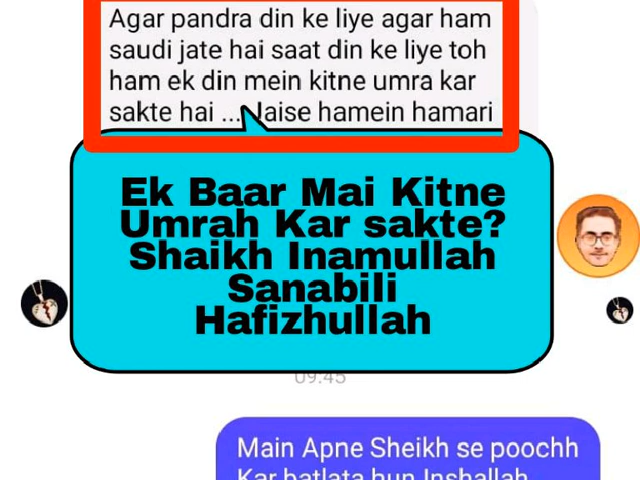 Agar pandra din ke liye agar ham
saudi jate hai saat din ke liye toh
ham ek din mein kitne umra kar
sakte hai ... Jaise hamein hamari
Ek Baar Mai Kitne
Umrah Kar sakte?
Shaikh Inamullah
Sanabili
Hafizhullah
09:45
Main Apne Sheikh se poochh
Kar batlata hun Inshallah